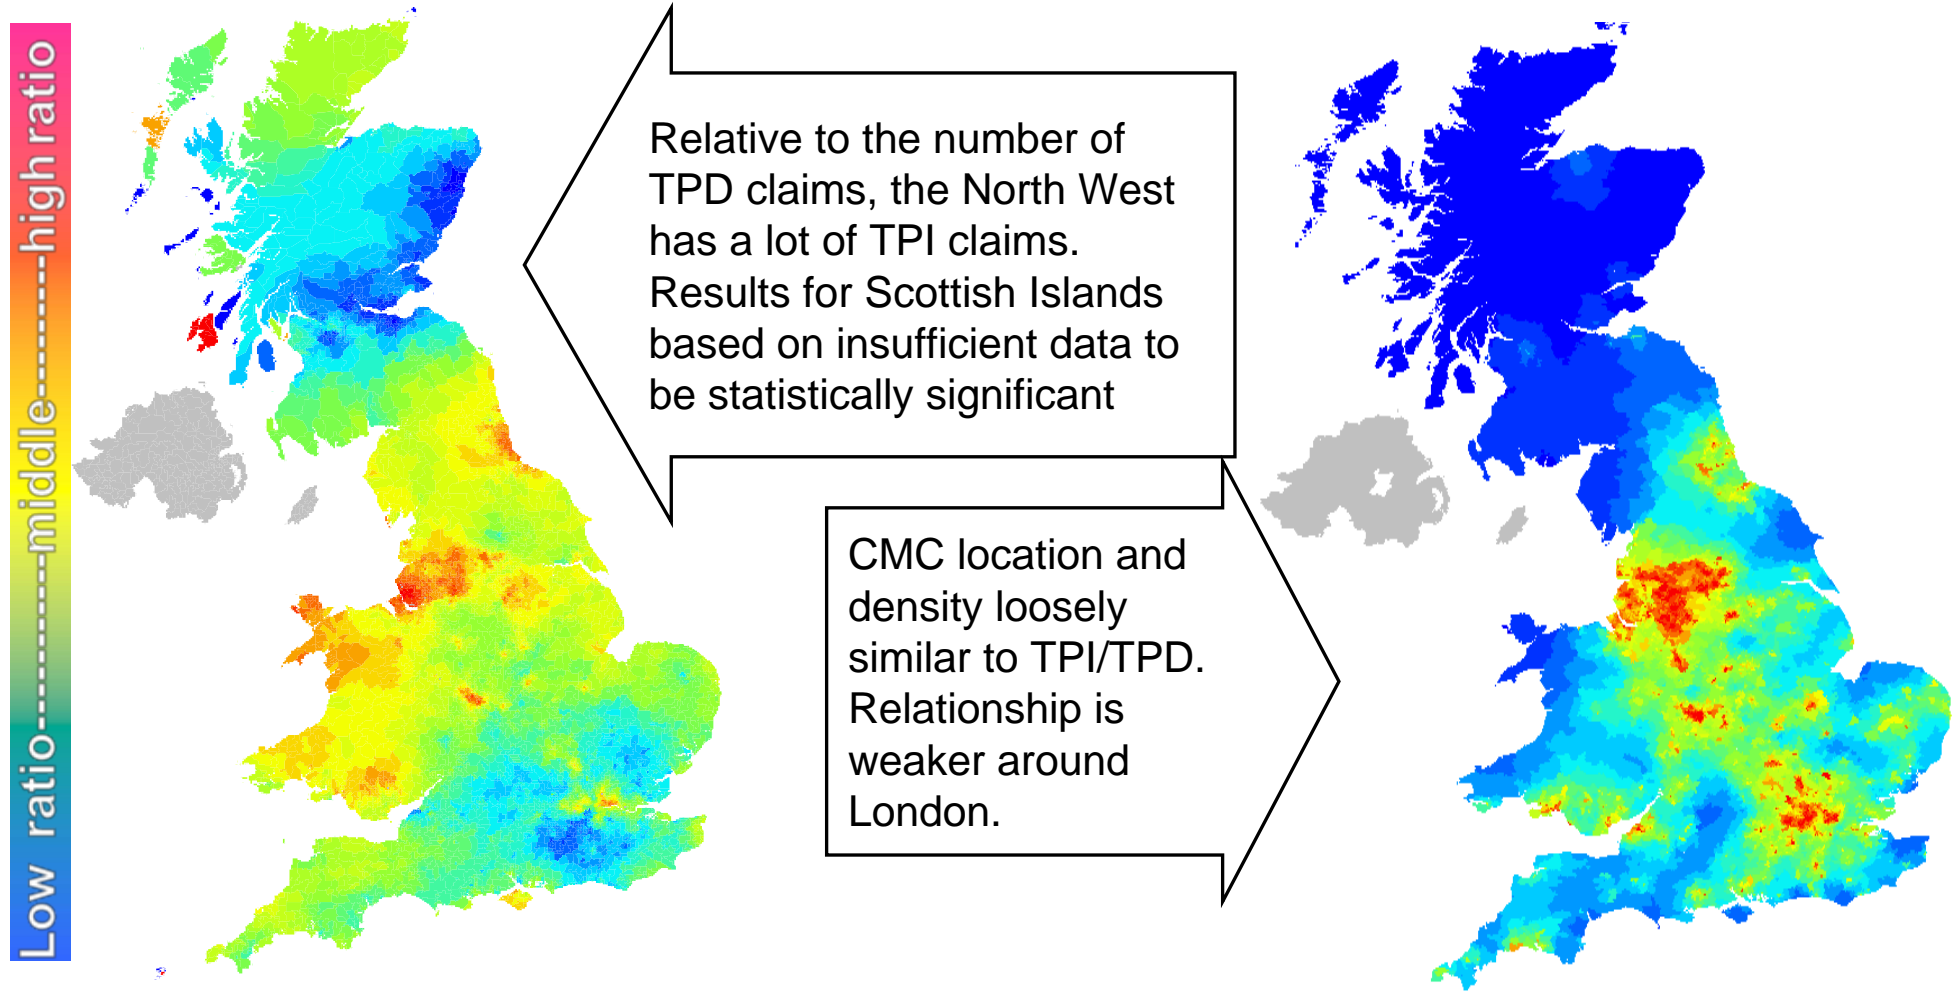 Low ratio-----------middle-----------high ratio
Relative to the number of
TPD claims, the North West
has a lot of TPI claims.
Results for Scottish Islands
based on insufficient data to
be statistically significant
CMC location and
density loosely
similar to TPI/TPD.
Relationship is
weaker around
London.